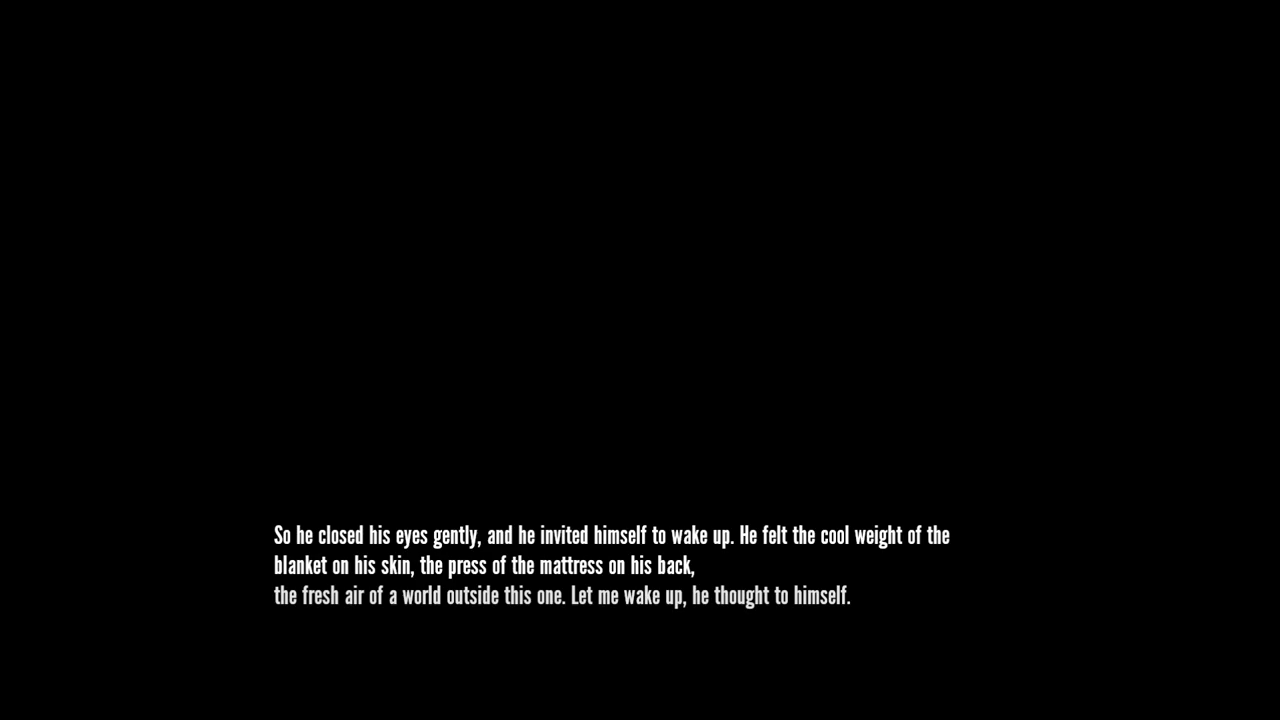 So he closed his eyes gently, and he invited himself to wake up. He felt the cool weight of the
blanket on his skin, the press of the mattress on his back,
the fresh air of a world outside this one. Let me wake up, he thought to himself.